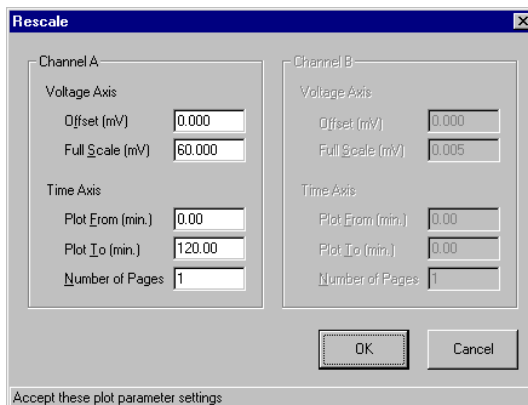 Rescale
Channel A
Voltage Axis
Offset (mV) 0.000
Full Scale (mV) 60.000
Time Axis
Plot From (min.) 0.00
Plot To (min.) 120.00
Number of Pages 1
Channel B
Voltage Axis
Offset (mV) 0.000
Full Scale (mV) 0.005
Time Axis
Plot From (min.) 0.00
Plot To (min.) 0.00
Number of Pages 1
OK Cancel
Accept these plot parameter settings